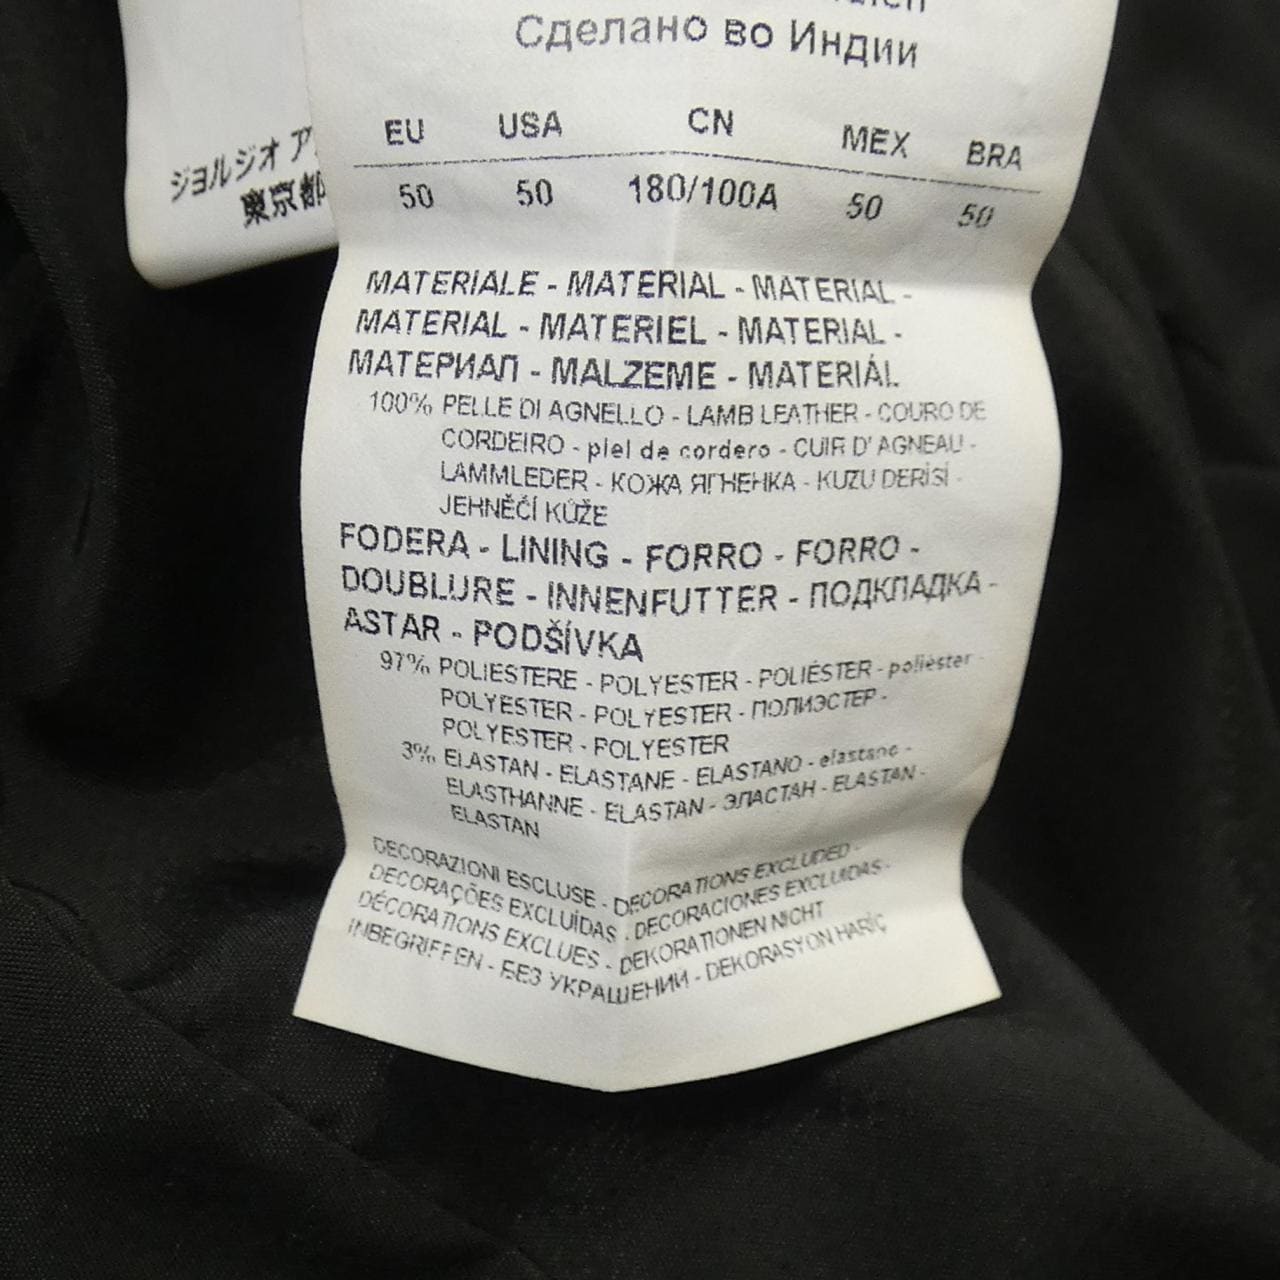 Сделано во Индии
EU USA CN MEX BRA
50 50 180/100A 50 50
ジョルジオ ア
東京都
MATERIALE - MATERIAL - MATERIAL -
MATERIAL - MATERIEL - MATERIAL -
МАТЕРИАЛ - MALZEME - MATERIÁL
100% PELLE DI AGNELLO - LAMB LEATHER - COURO DE
CORDEIRO - piel de cordero - CUIR D' AGNEAU -
LAMMLEDER - КОЖА ЯГНЕНКА - KUZU DERİSİ -
JEHNĚČÍ KŮŽE
FODERA - LINING - FORRO - FORRO -
DOUBLURE - INNENFUTTER - ПОДКЛАДКА -
ASTAR - PODŠÍVKA
97% POLIESTERE - POLYESTER - POLIÉSTER - poliéster -
POLYESTER - POLYESTER - ПОЛИЭСТЕР -
POLYESTER - POLYESTER
3% ELASTAN - ELASTANE - ELASTANO - elastano -
ELASTHANNE - ELASTAN - ЭЛАСТАН - ELASTAN -
ELASTAN
DECORAZIONI ESCLUSE - DECORATIONS EXCLUDED -
DECORAÇÕES EXCLUÍDAS - DECORACIONES EXCLUIDAS -
DÉCORATIONS EXCLUES - DEKORATIONEN NICHT
INBEGRIFFEN - БЕЗ УКРАШЕНИИ - DEKORASYON HARİÇ